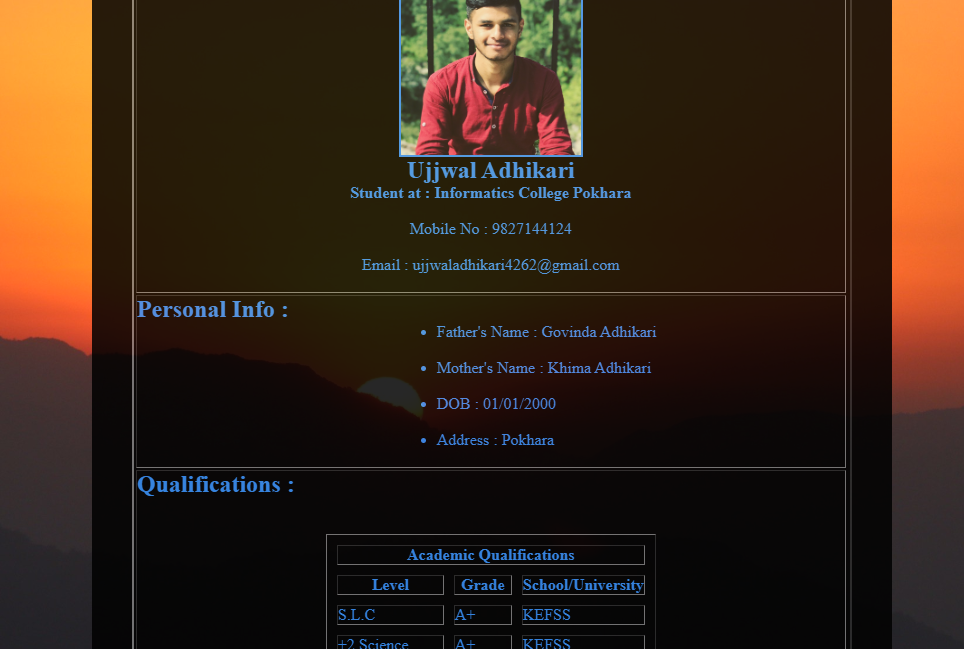 Ujjwal Adhikari
Student at : Informatics College Pokhara
Mobile No : 9827144124
Email : ujjwaladhikari4262@gmail.com
Personal Info :
Father's Name : Govinda Adhikari
Mother's Name : Khima Adhikari
DOB : 01/01/2000
Address : Pokhara
Qualifications :
Academic Qualifications
Level Grade School/University
S.L.C A+ KEFSS
+2 Science A+ KEFSS